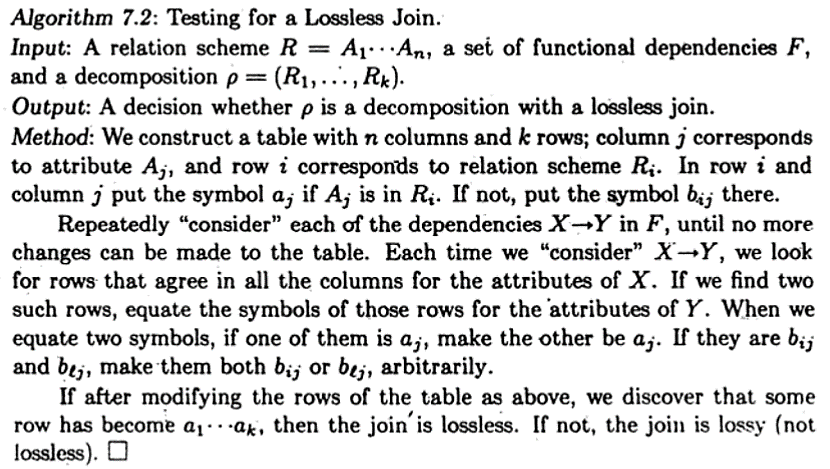 Algorithm 7.2: Testing for a Lossless Join.
Input: A relation scheme R = A₁···Aₙ, a set of functional dependencies F,
and a decomposition ρ = (R₁,...,Rₖ).
Output: A decision whether ρ is a decomposition with a lossless join.
Method: We construct a table with n columns and k rows; column j corresponds
to attribute Aⱼ, and row i corresponds to relation scheme Rᵢ. In row i and
column j put the symbol aⱼ if Aⱼ is in Rᵢ. If not, put the symbol bᵢⱼ there.
Repeatedly “consider” each of the dependencies X→Y in F, until no more
changes can be made to the table. Each time we “consider” X→Y, we look
for rows that agree in all the columns for the attributes of X. If we find two
such rows, equate the symbols of those rows for the attributes of Y. When we
equate two symbols, if one of them is aⱼ, make the other be aⱼ. If they are bᵢⱼ
and bℓⱼ, make them both bᵢⱼ or bℓⱼ, arbitrarily.
If after modifying the rows of the table as above, we discover that some
row has become a₁···aₖ, then the join is lossless. If not, the join is lossy (not
lossless). □